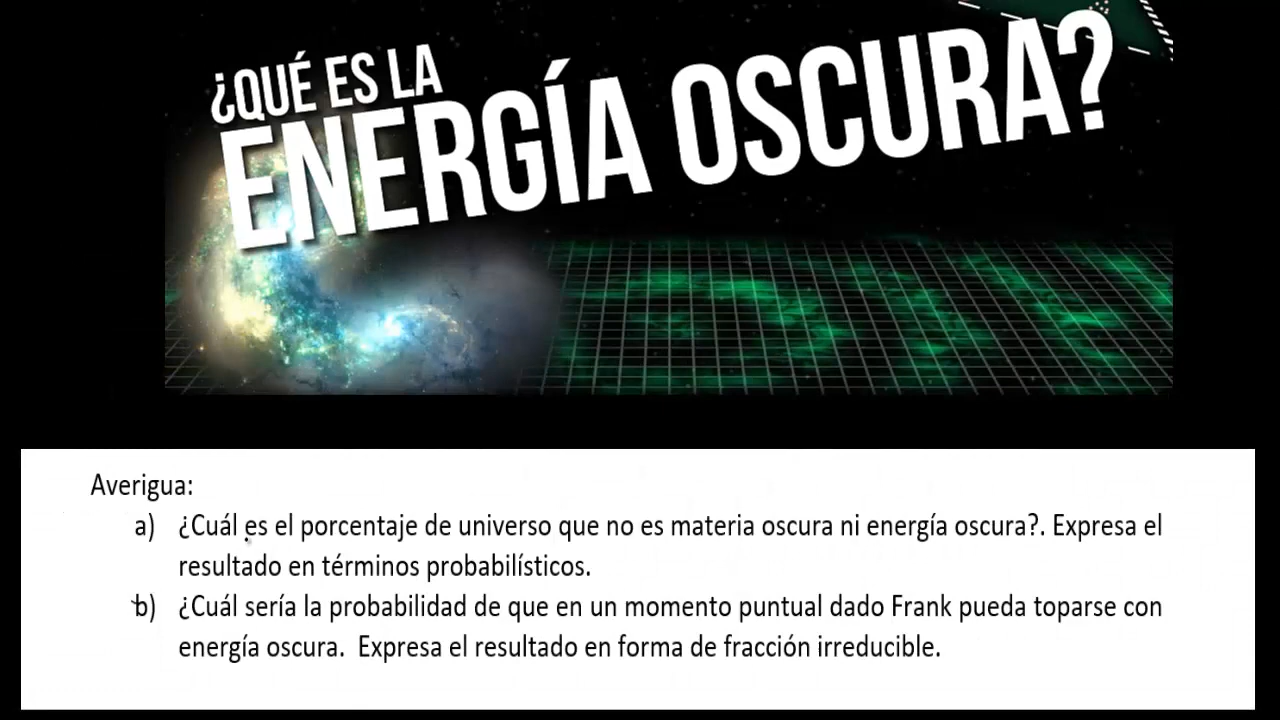 ¿QUÉ ES LA
ENERGÍA OSCURA?
Averigua:
a) ¿Cuál es el porcentaje de universo que no es materia oscura ni energía oscura?. Expresa el
resultado en términos probabilísticos.
b) ¿Cuál sería la probabilidad de que en un momento puntual dado Frank pueda toparse con
energía oscura. Expresa el resultado en forma de fracción irreducible.